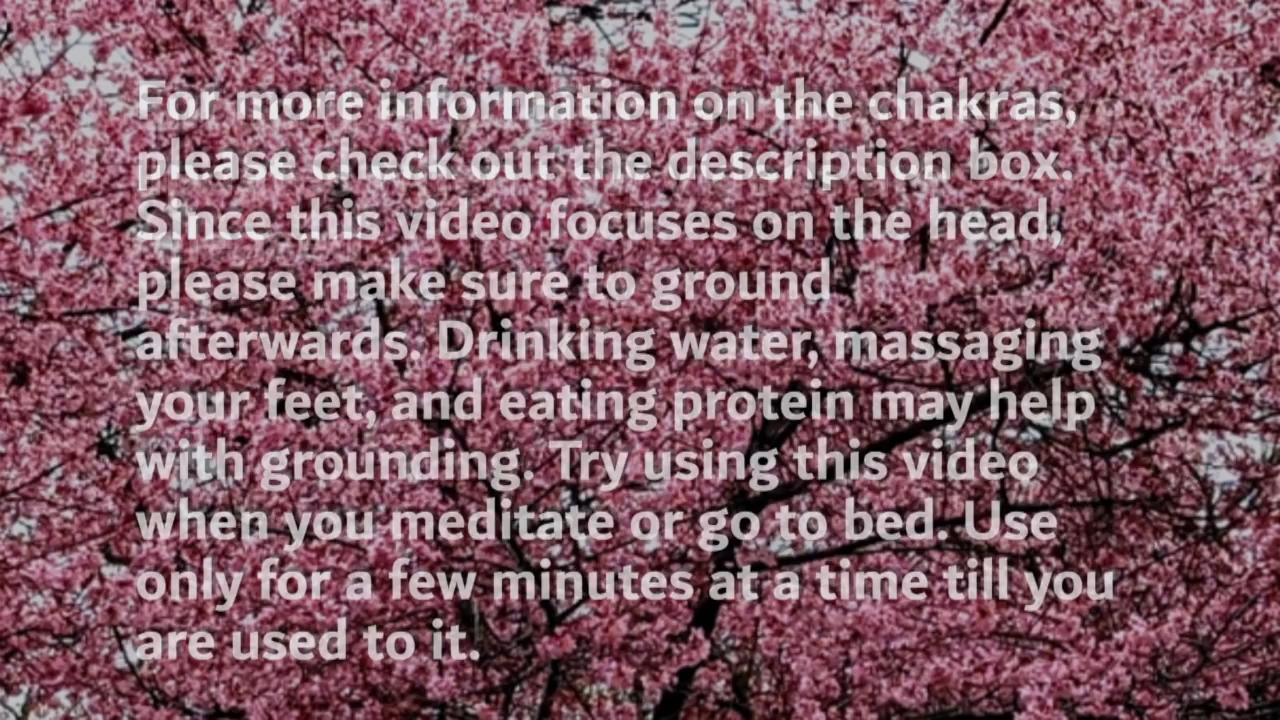 For more information on the chakras,
please check out the description box.
Since this video focuses on the head,
please make sure to ground
afterwards. Drinking water, massaging
your feet, and eating protein may help
with grounding. Try using this video
when you meditate or go to bed. Use
only for a few minutes at a time till you
are used to it.